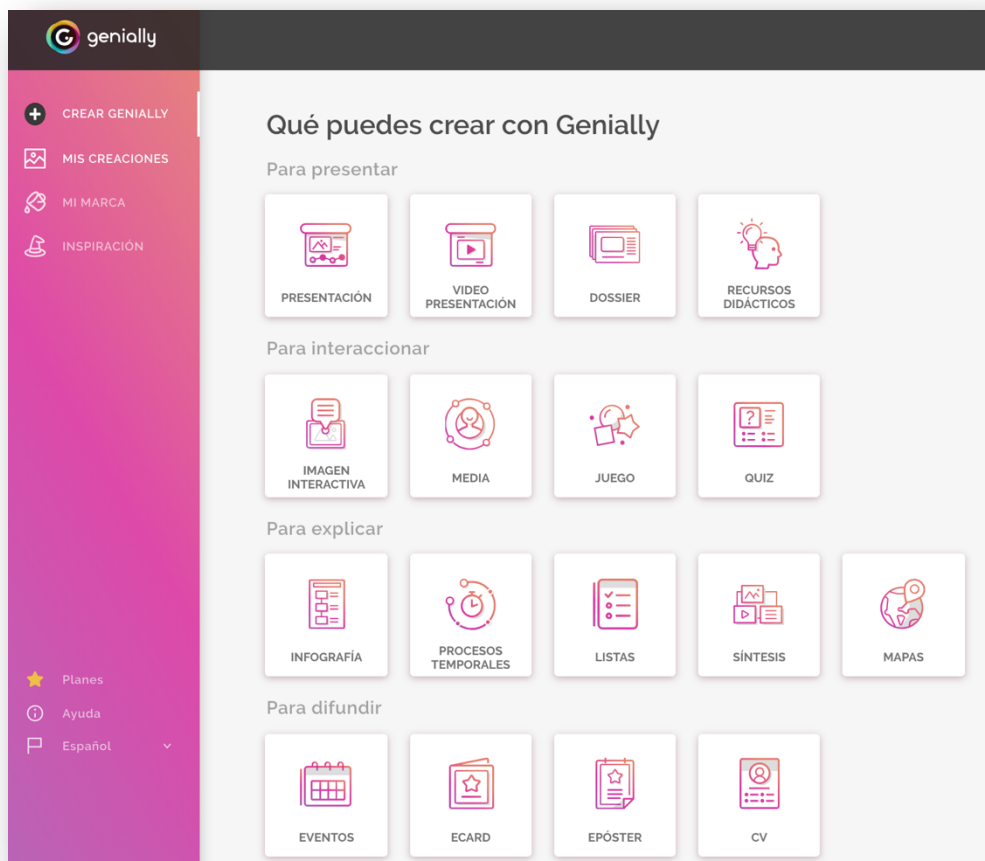 genially
CREAR GENIALLY
MIS CREACIONES
MI MARCA
INSPIRACIÓN
Planes
Ayuda
Español
Qué puedes crear con Genially
Para presentar
PRESENTACIÓN
VIDEO
PRESENTACIÓN
DOSSIER
RECURSOS
DIDÁCTICOS
Para interaccionar
IMAGEN
INTERACTIVA
MEDIA
JUEGO
QUIZ
Para explicar
INFOGRAFÍA
PROCESOS
TEMPORALES
LISTAS
SÍNTESIS
MAPAS
Para difundir
EVENTOS
ECARD
EPÓSTER
CV